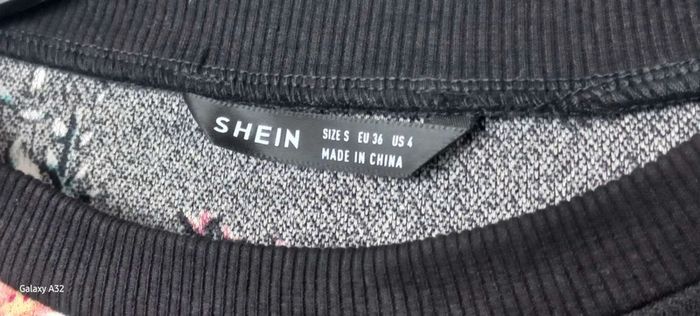 SHEIN SIZE S EU 36 US 4
MADE IN CHINA
Galaxy A32